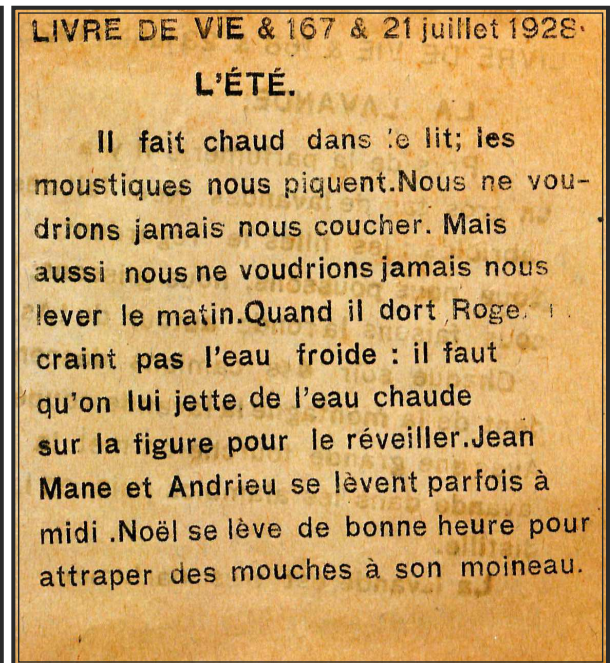 LIVRE DE VIE & 167 & 21 juillet 1928.
L'ÉTÉ.
Il fait chaud dans le lit; les
moustiques nous piquent.Nous ne vou-
drions jamais nous coucher. Mais
aussi nous ne voudrions jamais nous
lever le matin.Quand il dort Roge
craint pas l'eau froide : il faut
qu'on lui jette de l'eau chaude
sur la figure pour le réveiller.Jean
Mane et Andrieu se lèvent parfois à
midi .Noël se lève de bonne heure pour
attraper des mouches à son moineau.